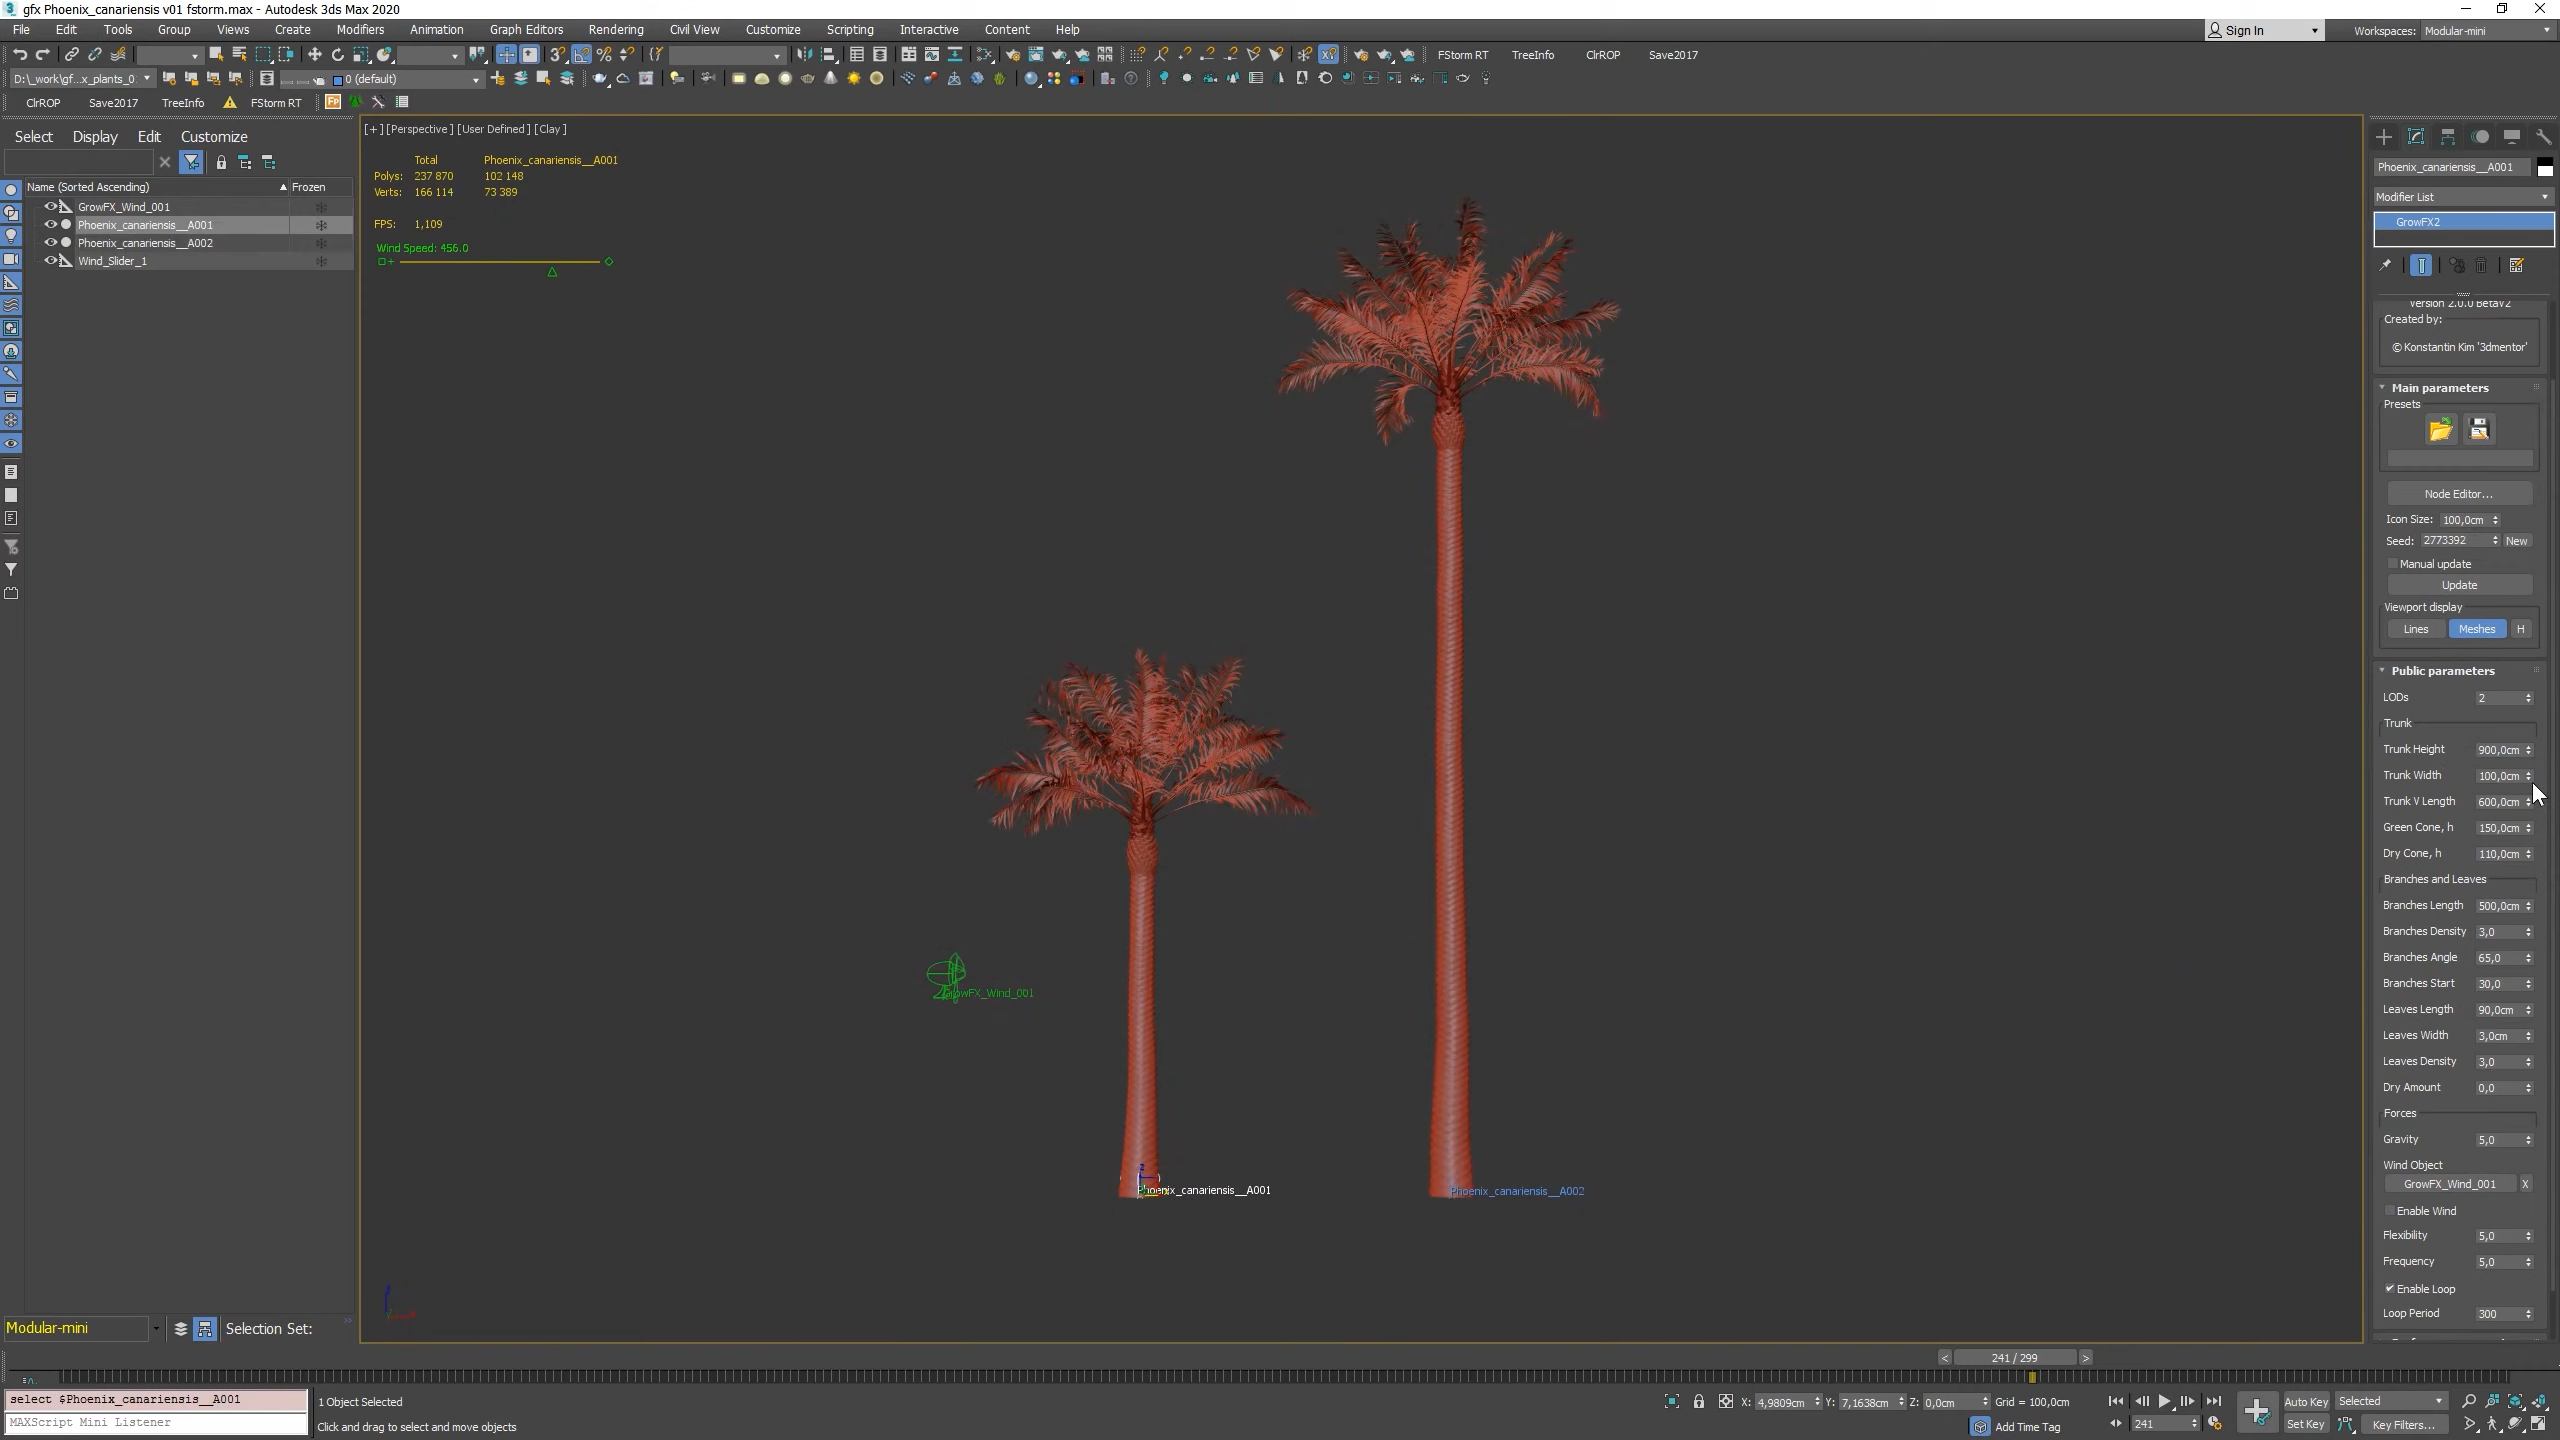 gfx Phoenix_canariensis v01 fstorm.max - Autodesk 3ds Max 2020
File Edit Tools Group Views Create Modifiers Animation Graph Editors Rendering Civil View Customize Scripting Interactive Content Help
Sign In Workspaces: Modular-mini
FStorm RT TreeInfo ClrROP Save2017
D:\_work\gf...x_plants_0 0 (default)
ClrROP Save2017 TreeInfo FStorm RT
Select Display Edit Customize
Name (Sorted Ascending) Frozen
GrowFX_Wind_001
Phoenix_canariensis__A001
Phoenix_canariensis__A002
Wind_Slider_1
[+] [Perspective] [User Defined] [Clay]
Total Phoenix_canariensis__A001
Polys: 237 870 102 148
Verts: 166 114 73 389
FPS: 1,109
Wind Speed: 456.0
GrowFX_Wind_001
Phoenix_canariensis__A001
Phoenix_canariensis__A002
Phoenix_canariensis__A001
Modifier List
GrowFX2
Version 2.0.0 BetaV2
Created by:
© Konstantin Kim '3dmentor'
Main parameters
Presets
Node Editor...
Icon Size: 100,0cm
Seed: 2773392 New
Manual update
Update
Viewport display
Lines Meshes H
Public parameters
LODs 2
Trunk
Trunk Height 900,0cm
Trunk Width 100,0cm
Trunk V Length 600,0cm
Green Cone, h 150,0cm
Dry Cone, h 110,0cm
Branches and Leaves
Branches Length 500,0cm
Branches Density 3,0
Branches Angle 65,0
Branches Start 30,0
Leaves Length 90,0cm
Leaves Width 3,0cm
Leaves Density 3,0
Dry Amount 0,0
Forces
Gravity 5,0
Wind Object
GrowFX_Wind_001 X
Enable Wind
Flexibility 5,0
Frequency 5,0
Enable Loop
Loop Period 300
Modular-mini Selection Set:
< 241 / 299 >
select $Phoenix_canariensis__A001
MAXScript Mini Listener
1 Object Selected
Click and drag to select and move objects
X: 4,9809cm Y: 7,1638cm Z: 0,0cm Grid = 100,0cm
Add Time Tag
241
Auto Key Selected
Set Key Key Filters...